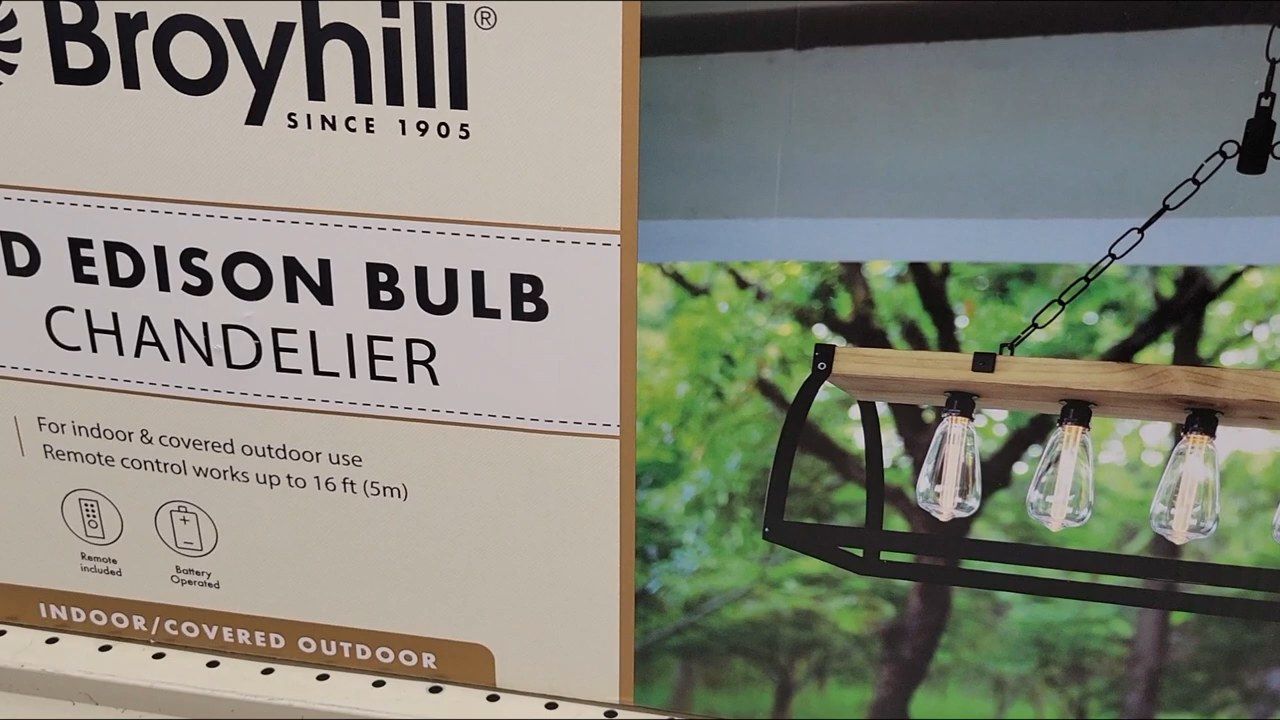 Broyhill®
SINCE 1905
D EDISON BULB
CHANDELIER
For indoor & covered outdoor use
Remote control works up to 16 ft (5m)
Remote
included
Battery
Operated
INDOOR/COVERED OUTDOOR